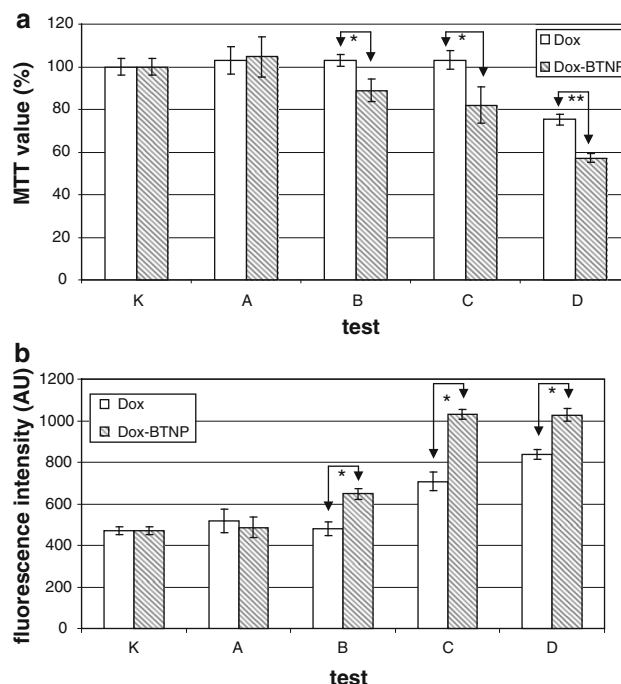 a
MTT value (%)
120
100
80
60
40
20
0
* * **
Dox
Dox-BTNP
K A B C D
test
b
fluorescence intensity (AU)
1200
1000
800
600
400
200
0
Dox
Dox-BTNP
* * *
K A B C D
test